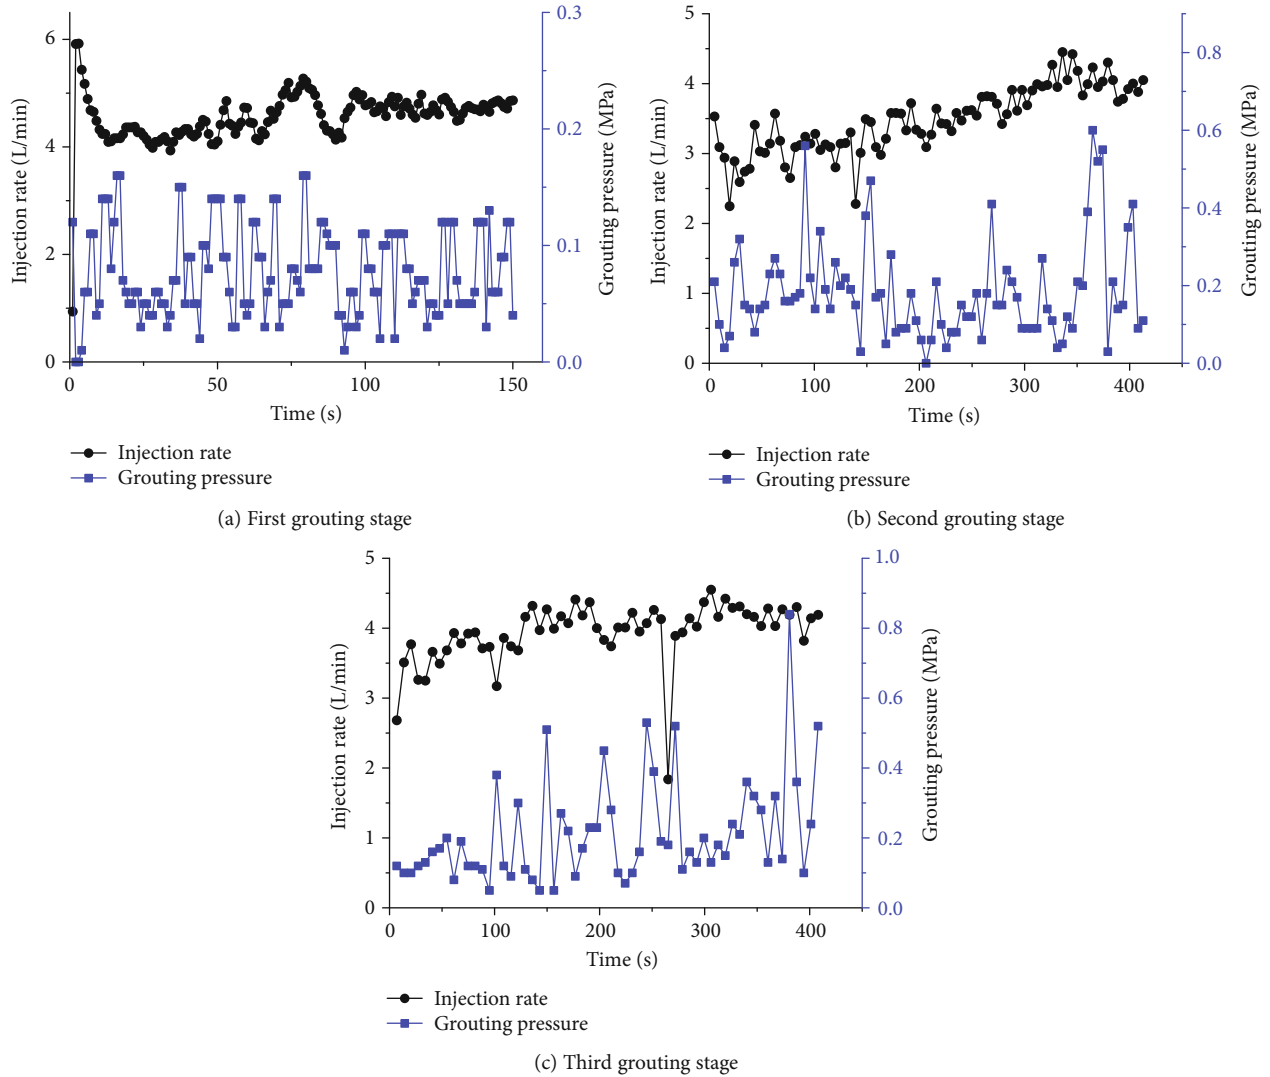 6
4
2
0
Injection rate (L/min)
0.3
0.2
0.1
0.0
Grouting pressure (MPa)
0 50 100 150
Time (s)
Injection rate
Grouting pressure
(a) First grouting stage
5
4
3
2
1
0
Injection rate (L/min)
0.8
0.6
0.4
0.2
0.0
Grouting pressure (MPa)
0 100 200 300 400
Time (s)
Injection rate
Grouting pressure
(b) Second grouting stage
5
4
3
2
1
0
Injection rate (L/min)
1.0
0.8
0.6
0.4
0.2
0.0
Grouting pressure (MPa)
0 100 200 300 400
Time (s)
Injection rate
Grouting pressure
(c) Third grouting stage